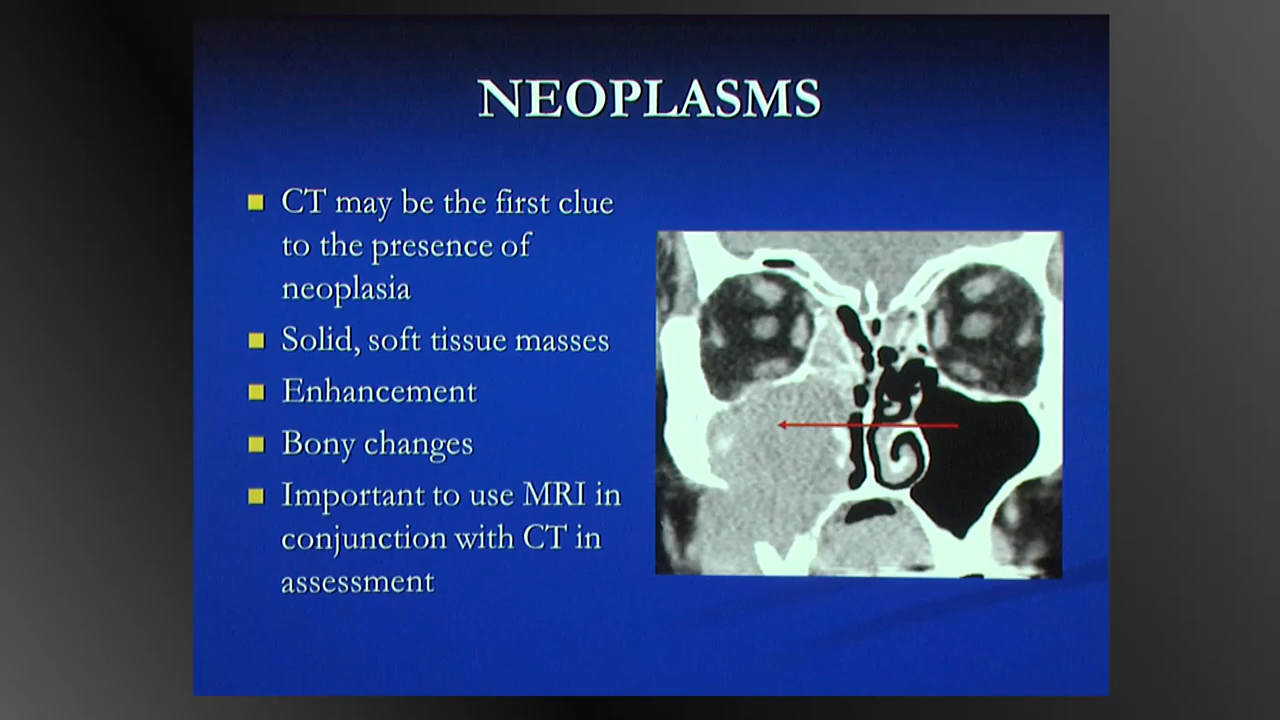 NEOPLASMS
CT may be the first clue
to the presence of
neoplasia
Solid, soft tissue masses
Enhancement
Bony changes
Important to use MRI in
conjunction with CT in
assessment